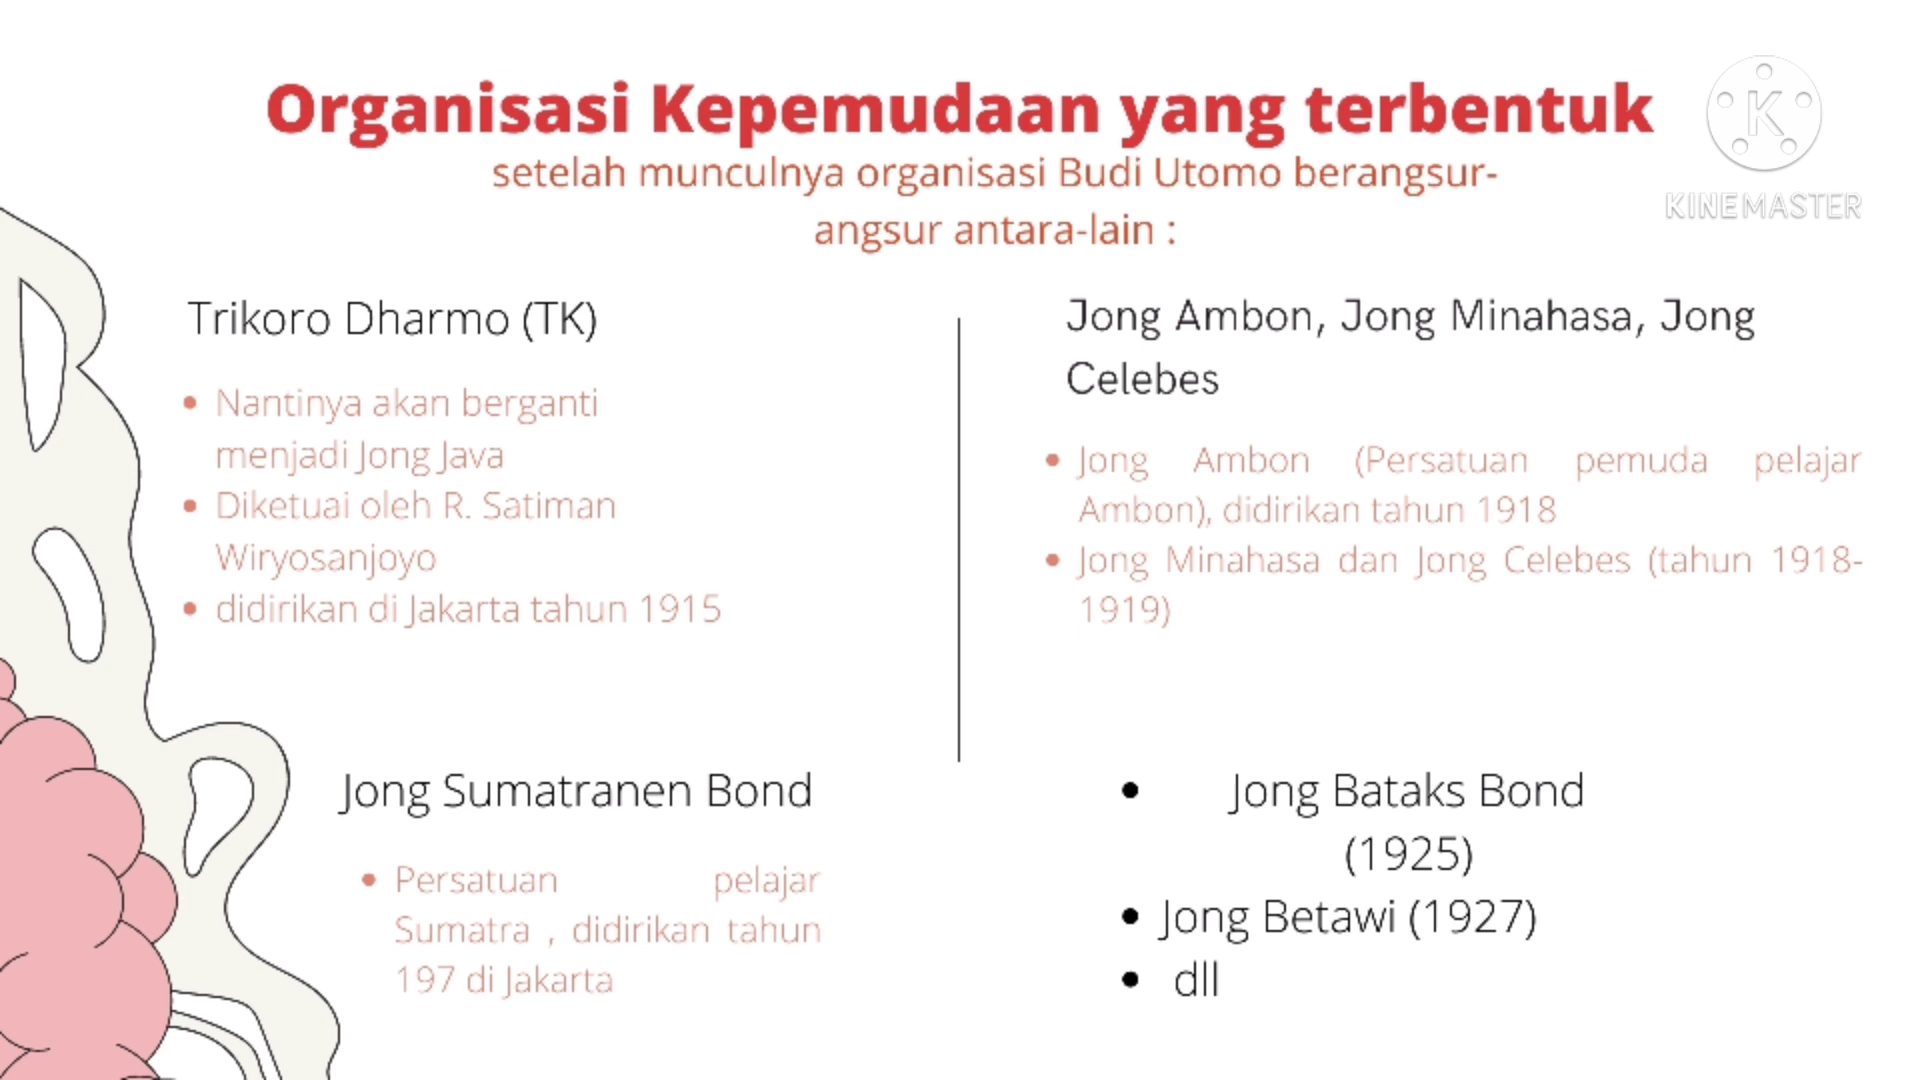 Organisasi Kepemudaan yang terbentuk
setelah munculnya organisasi Budi Utomo berangsur-
angsur antara-lain :
K
KINEMASTER
Trikoro Dharmo (TK)
• Nantinya akan berganti
menjadi Jong Java
• Diketuai oleh R. Satiman
Wiryosanjoyo
• didirikan di Jakarta tahun 1915
Jong Ambon, Jong Minahasa, Jong
Celebes
• Jong Ambon (Persatuan pemuda pelajar
Ambon), didirikan tahun 1918
• Jong Minahasa dan Jong Celebes (tahun 1918-
1919)
Jong Sumatranen Bond
• Persatuan pelajar
Sumatra , didirikan tahun
197 di Jakarta
• Jong Bataks Bond
(1925)
• Jong Betawi (1927)
• dll